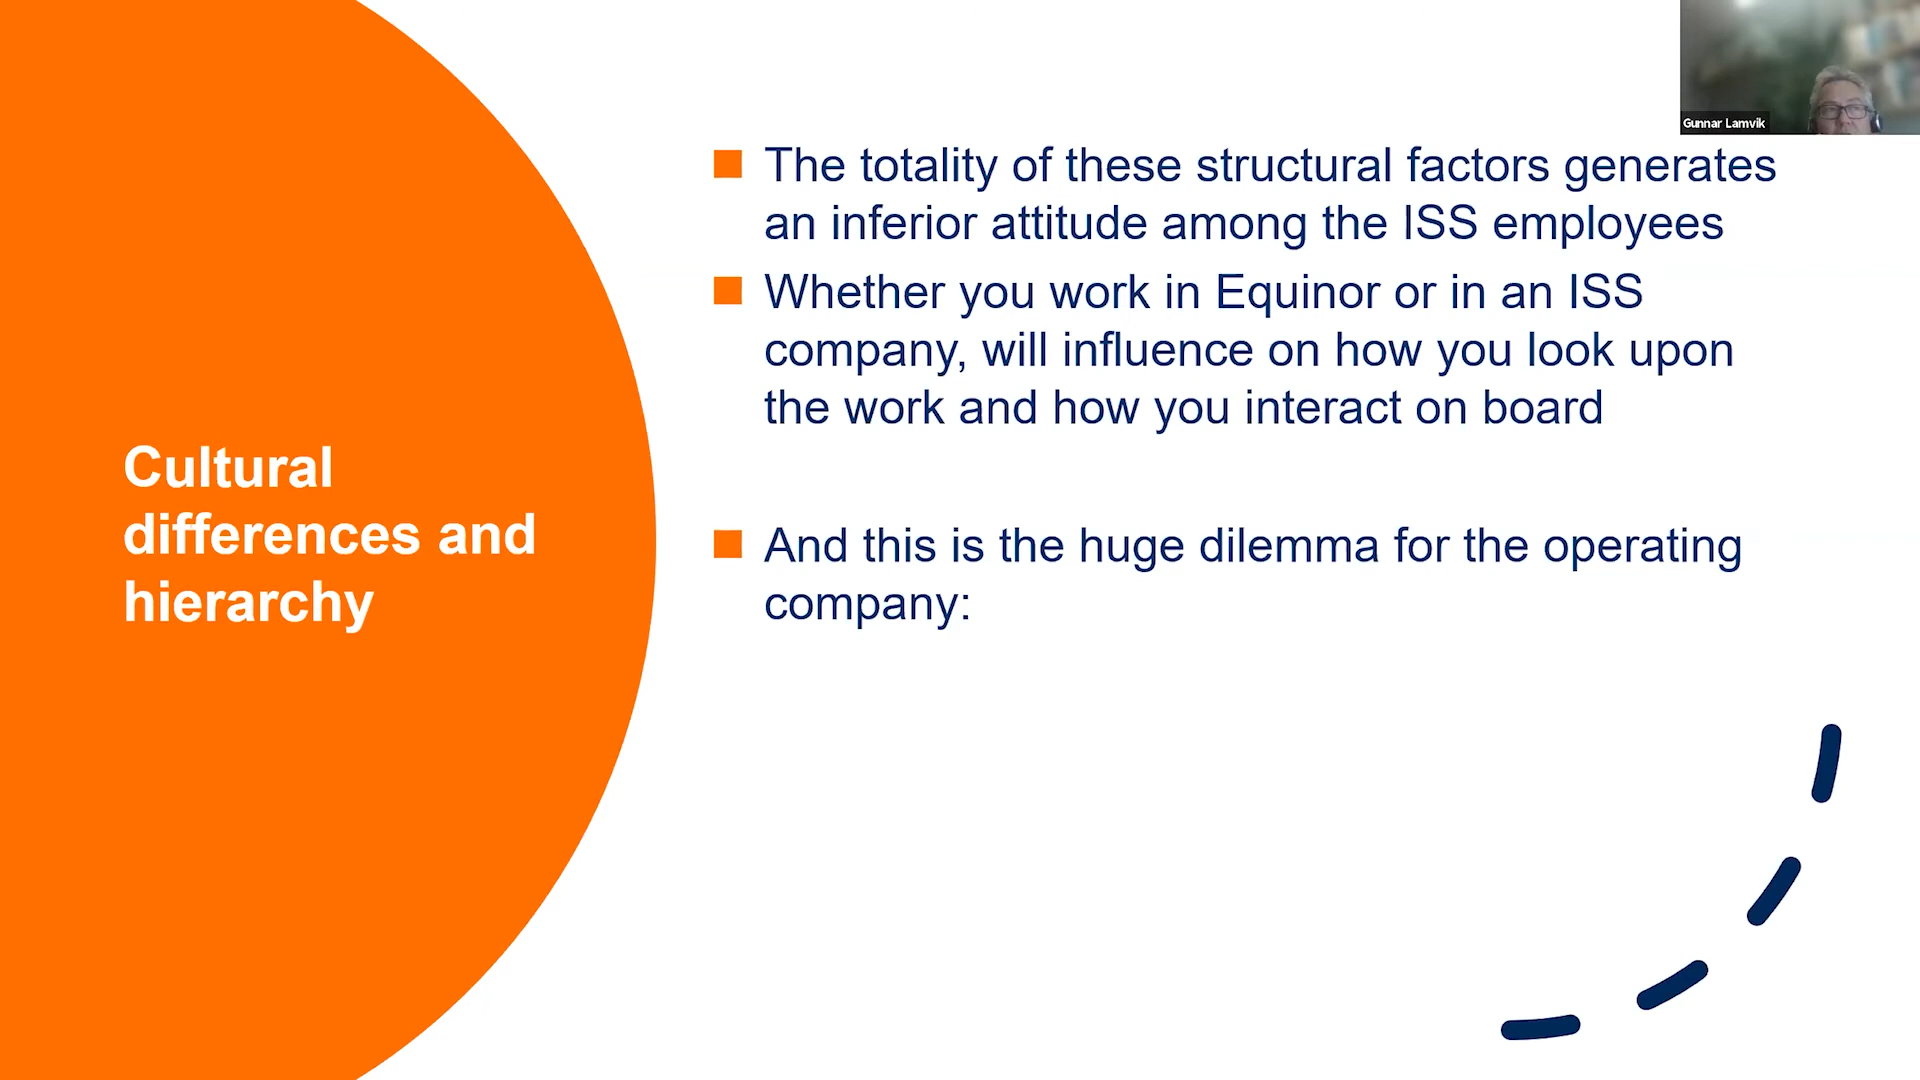 Gunnar Lamvik
The totality of these structural factors generates
an inferior attitude among the ISS employees
Whether you work in Equinor or in an ISS
company, will influence on how you look upon
the work and how you interact on board
Cultural
differences and
hierarchy
And this is the huge dilemma for the operating
company: